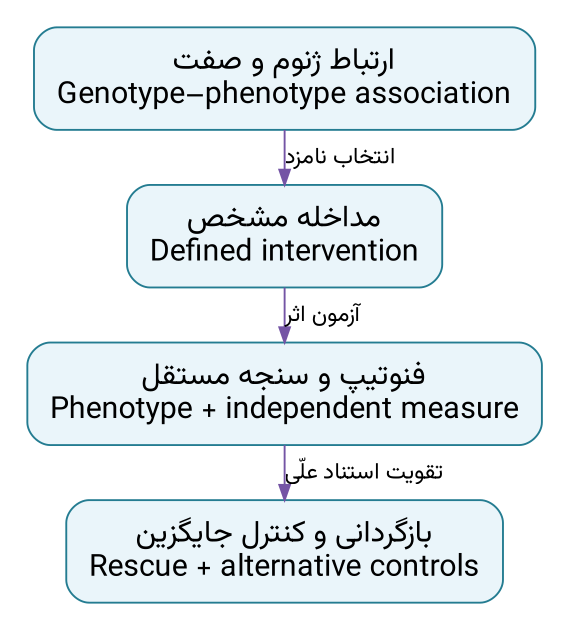 ارتباط ژنوم و صفت
Genotype–phenotype association
انتخاب نامزد
مداخله مشخص
Defined intervention
آزمون اثر
فنوتیپ و سنجه مستقل
Phenotype + independent measure
تقویت استناد علّی
بازگردانی و کنترل جایگزین
Rescue + alternative controls